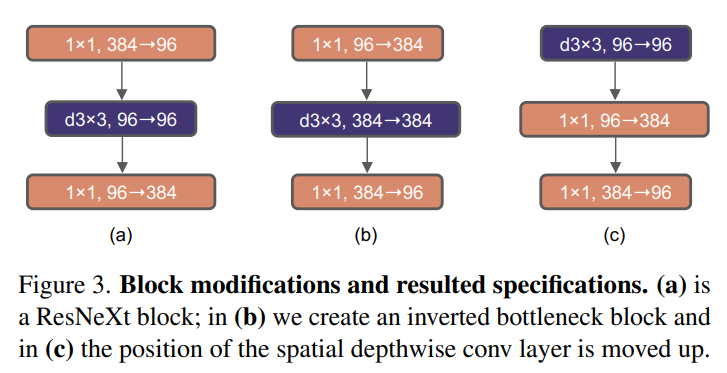 1×1, 384→96
1×1, 96→384
d3×3, 96→96
d3×3, 96→96
d3×3, 384→384
1×1, 96→384
1×1, 96→384
1×1, 384→96
1×1, 384→96
(a)
(b)
(c)
Figure 3. Block modifications and resulted specifications. (a) is
a ResNeXt block; in (b) we create an inverted bottleneck block and
in (c) the position of the spatial depthwise conv layer is moved up.